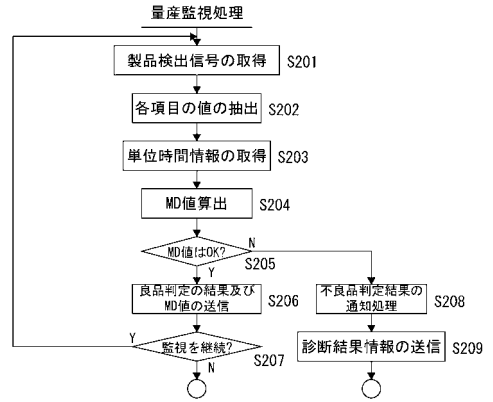 量産監視処理
製品検出信号の取得
S201
各項目の値の抽出
S202
単位時間情報の取得
S203
MD値算出
S204
MD値はOK?
N
S205
Y
良品判定の結果及び
MD値の送信
S206
不良品判定結果の
通知処理
S208
Y
監視を継続?
S207
N
診断結果情報の送信
S209